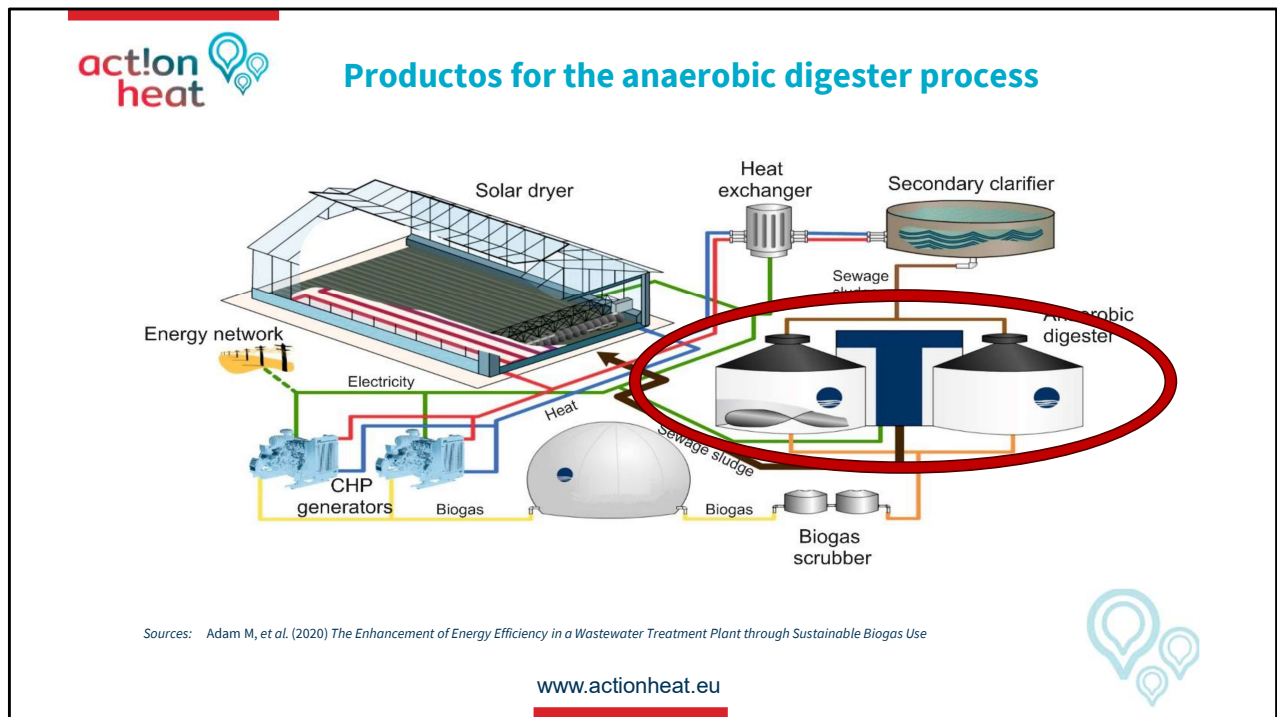 act!on
heat
Productos for the anaerobic digester process
Heat
exchanger
Solar dryer
Secondary clarifier
Sewage
Energy network
Anaerobic
digester
Electricity
Heat
Sewage sludge
CHP
generators
Biogas
Biogas
Biogas
scrubber
Sources: Adam M, et al. (2020) The Enhancement of Energy Efficiency in a Wastewater Treatment Plant through Sustainable Biogas Use
www.actionheat.eu